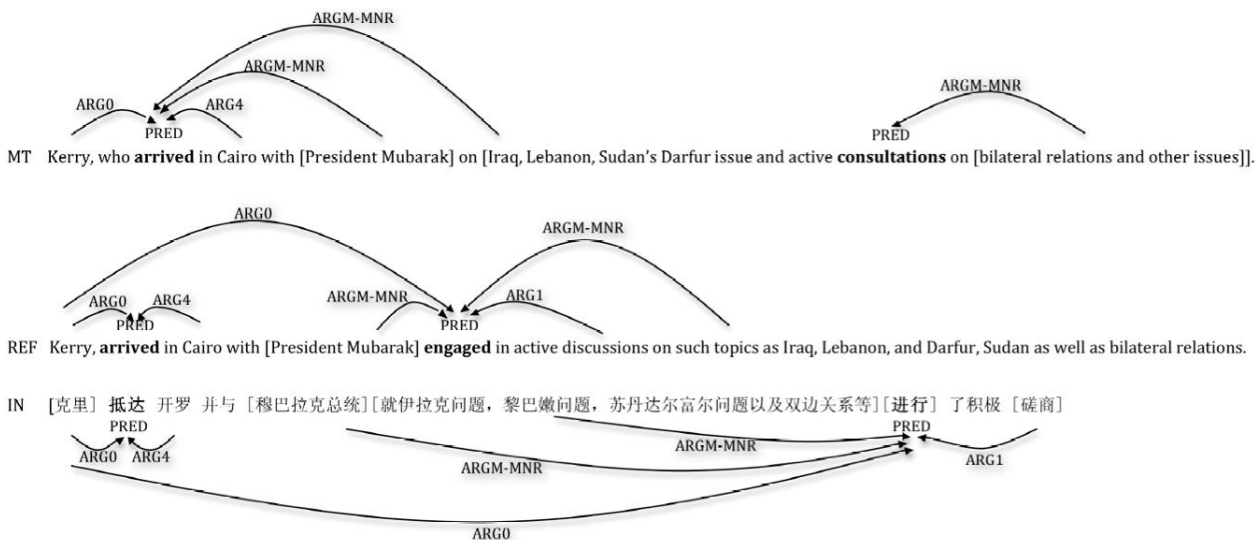 ARGM-MNR
ARGM-MNR
ARG0 ARG4 ARGM-MNR
PRED PRED
MT Kerry, who arrived in Cairo with [President Mubarak] on [Iraq, Lebanon, Sudan's Darfur issue and active consultations on [bilateral relations and other issues]].
ARG0
ARGM-MNR
ARG0 ARG4 ARGM-MNR ARG1
PRED PRED
REF Kerry, arrived in Cairo with [President Mubarak] engaged in active discussions on such topics as Iraq, Lebanon, and Darfur, Sudan as well as bilateral relations.
IN [克里] 抵达 开罗 并与 [穆巴拉克总统][就伊拉克问题，黎巴嫩问题，苏丹达尔富尔问题以及双边关系等][进行] 了积极 [磋商]
PRED PRED
ARG0 ARG4 ARGM-MNR ARG1
ARGM-MNR
ARG0